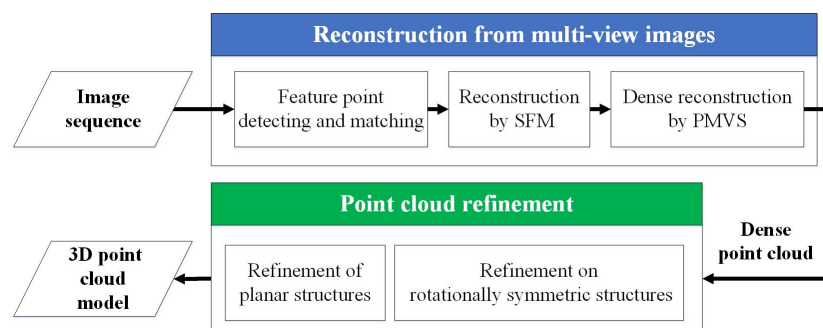 Reconstruction from multi-view images
Image
sequence
Feature point
detecting and matching
Reconstruction
by SFM
Dense reconstruction
by PMVS
Point cloud refinement
Dense
point cloud
3D point
cloud
model
Refinement of
planar structures
Refinement on
rotationally symmetric structures